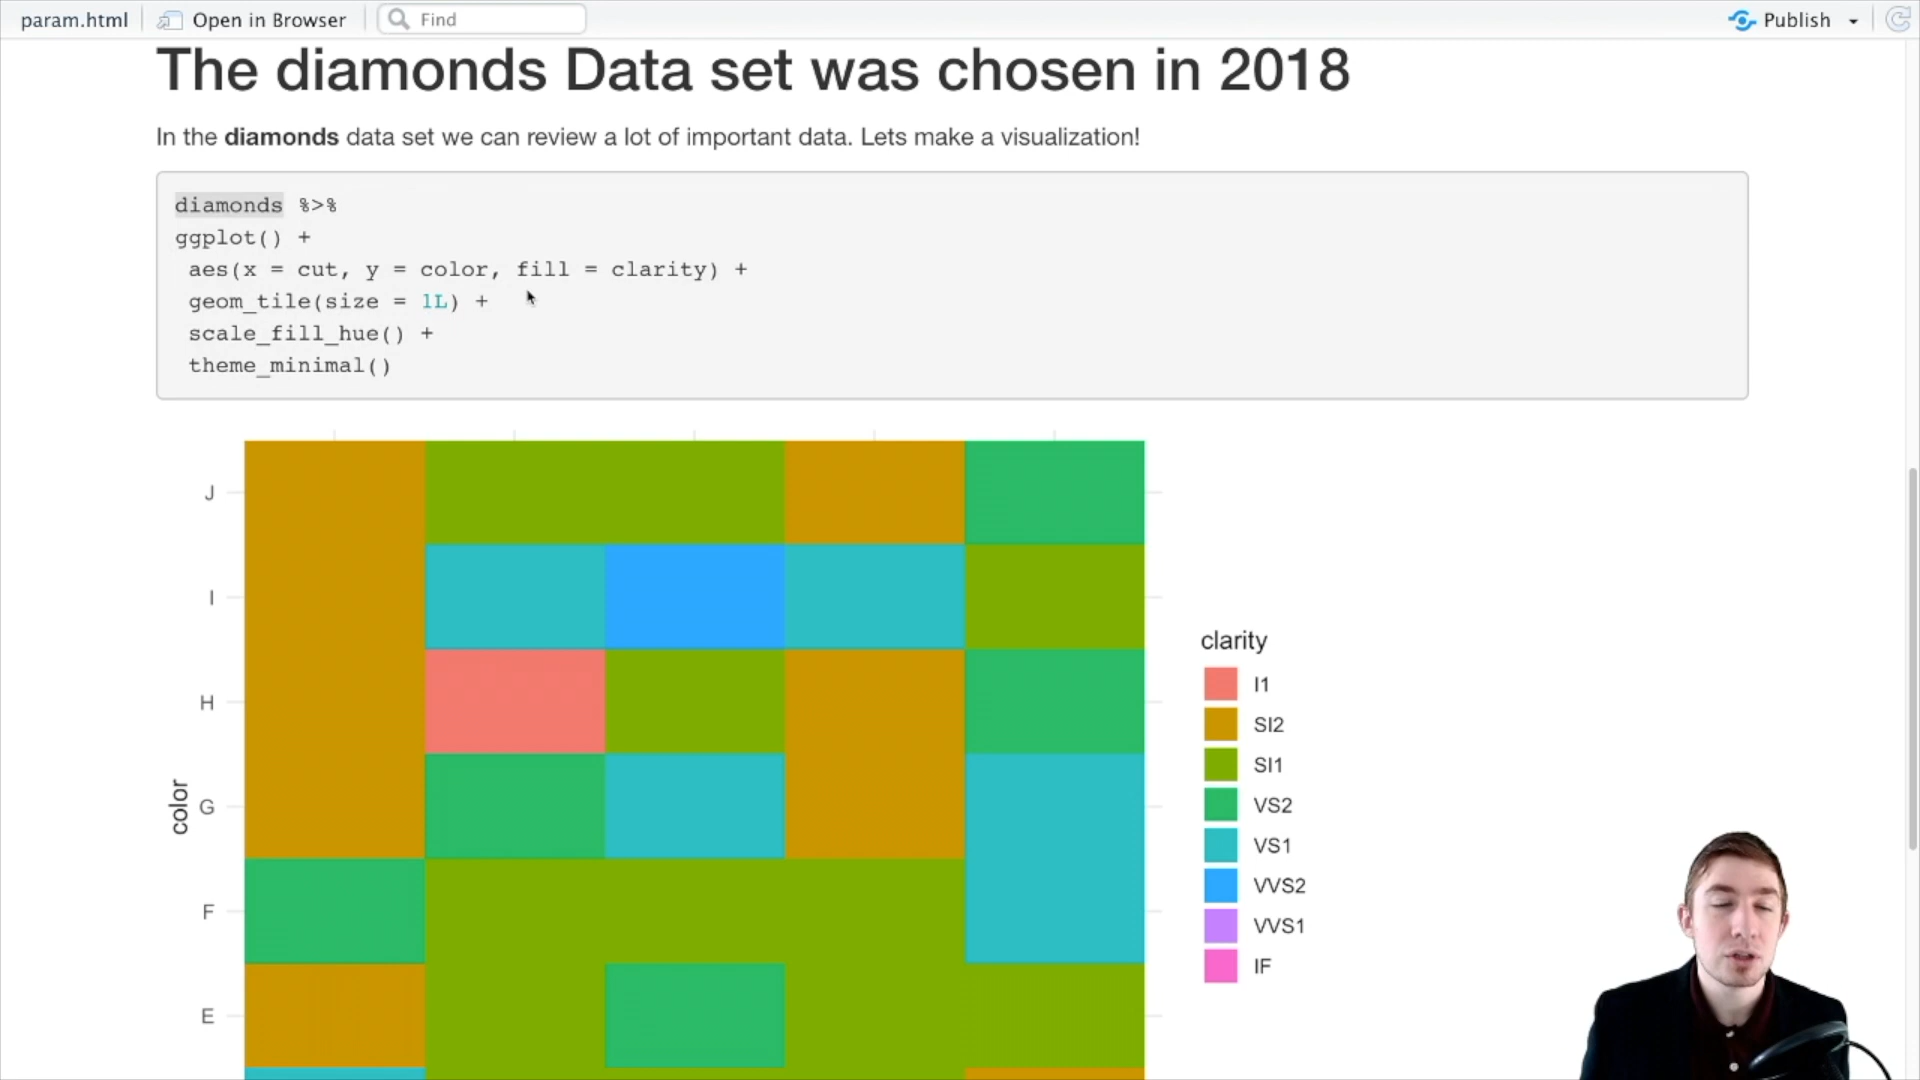 param.html Open in Browser Find Publish
The diamonds Data set was chosen in 2018
In the diamonds data set we can review a lot of important data. Lets make a visualization!
diamonds %>%
ggplot() +
aes(x = cut, y = color, fill = clarity) +
geom_tile(size = 1L) +
scale_fill_hue() +
theme_minimal()
J
I
H
G
F
E
color
clarity
I1
SI2
SI1
VS2
VS1
VVS2
VVS1
IF